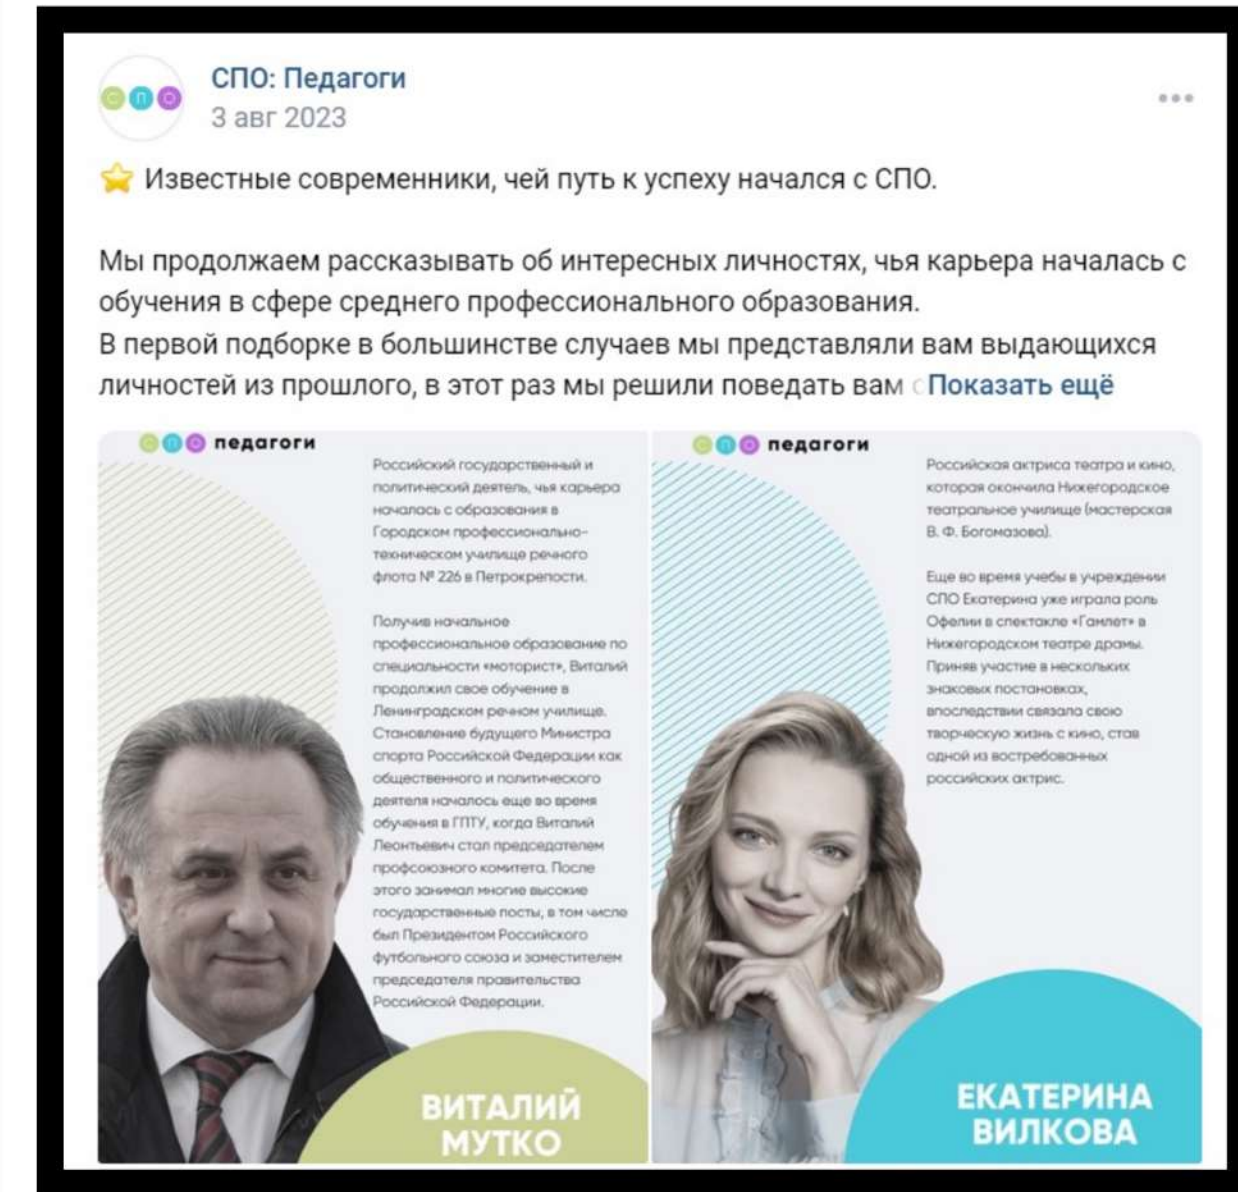 СПО
СПО: Педагоги
3 авг 2023
Известные современники, чей путь к успеху начался с СПО.
Мы продолжаем рассказывать об интересных личностях, чья карьера началась с
обучения в сфере среднего профессионального образования.
В первой подборке в большинстве случаев мы представляли вам выдающихся
личностей из прошлого, в этот раз мы решили поведать вам с Показать ещё
СПО педагоги
Российский государственный и
политический деятель, чья карьера
началась с образования в
Городском профессионально-
техническом училище речного
флота № 226 в Петрокрепости.
Получив начальное
профессиональное образование по
специальности «моторист», Виталий
продолжил свое обучение в
Ленинградском речном училище.
Становление будущего Министра
спорта Российской Федерации как
общественного и политического
деятеля началось еще во время
обучения в ГПТУ, когда Виталий
Леонтьевич стал председателем
профсоюзного комитета. После
этого занимал многие высокие
государственные посты, в том числе
был Президентом Российского
футбольного союза и заместителем
председателя правительства
Российской Федерации.
ВИТАЛИЙ
МУТКО
СПО педагоги
Российская актриса театра и кино,
которая окончила Нижегородское
театральное училище (мастерская
В. Ф. Богомазова).
Еще во время учебы в учреждении
СПО Екатерина уже играла роль
Офелии в спектакле «Гамлет» в
Нижегородском театре драмы.
Приняв участие в нескольких
знаковых постановках,
впоследствии связала свою
творческую жизнь с кино, став
одной из востребованных
российских актрис.
ЕКАТЕРИНА
ВИЛКОВА